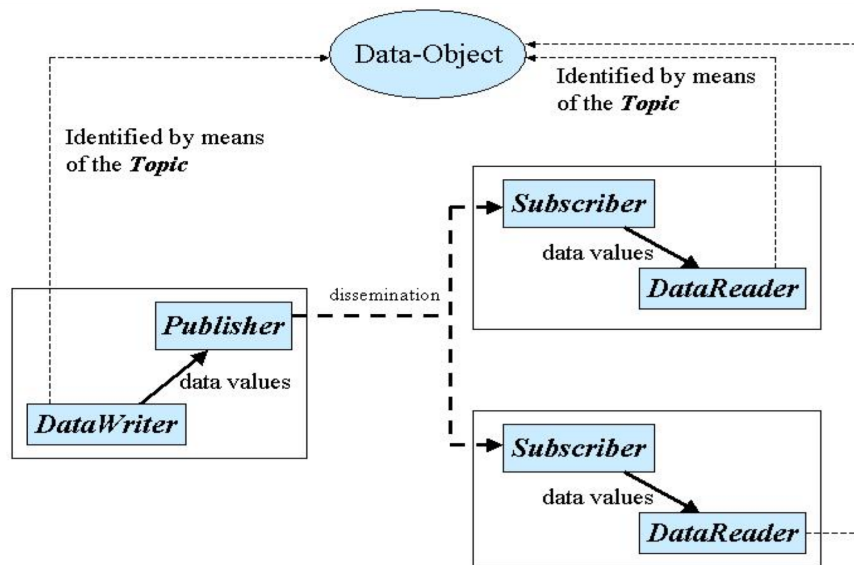 Data-Object
Identified by means
of the Topic
Identified by means
of the Topic
Subscriber
data values
DataReader
dissemination
Publisher
data values
DataWriter
Subscriber
data values
DataReader